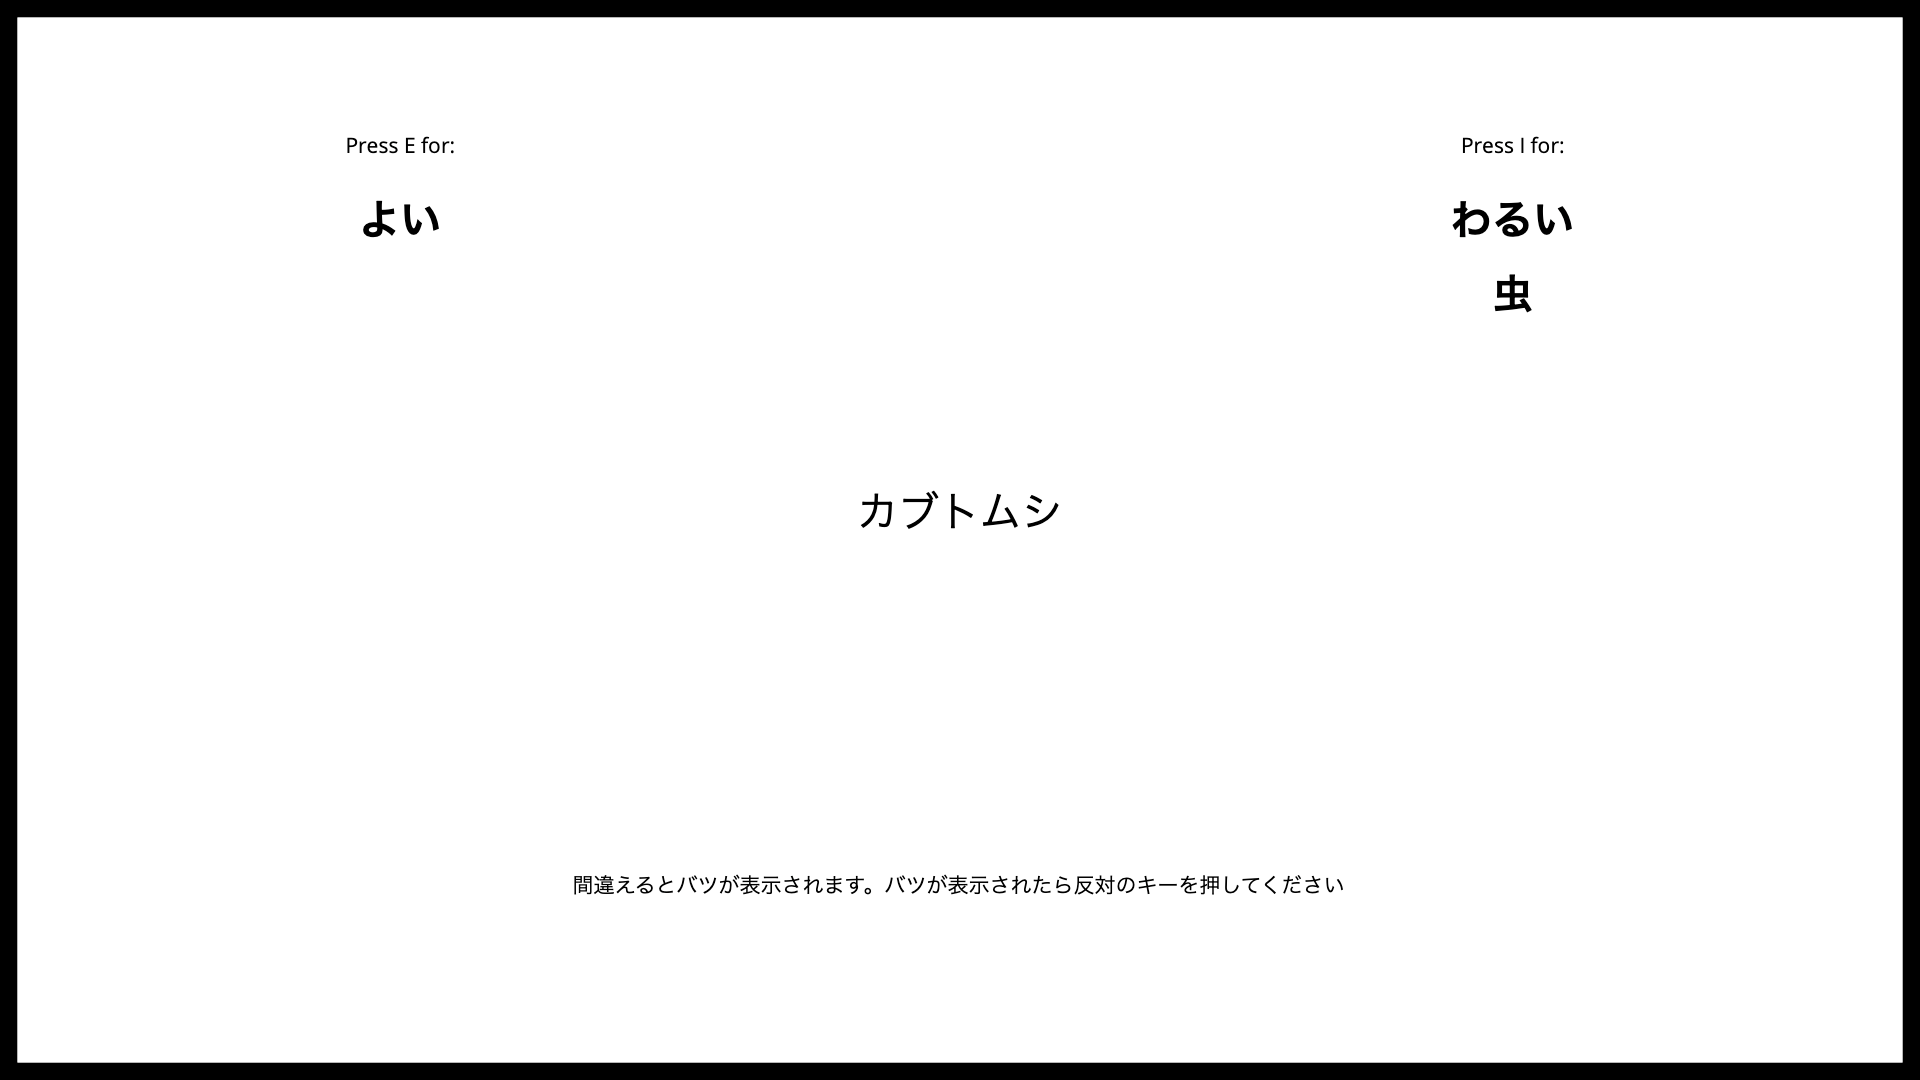 Press E for:
よい
Press I for:
わるい
虫
カブトムシ
間違えるとバツが表示されます。バツが表示されたら反対のキーを押してください